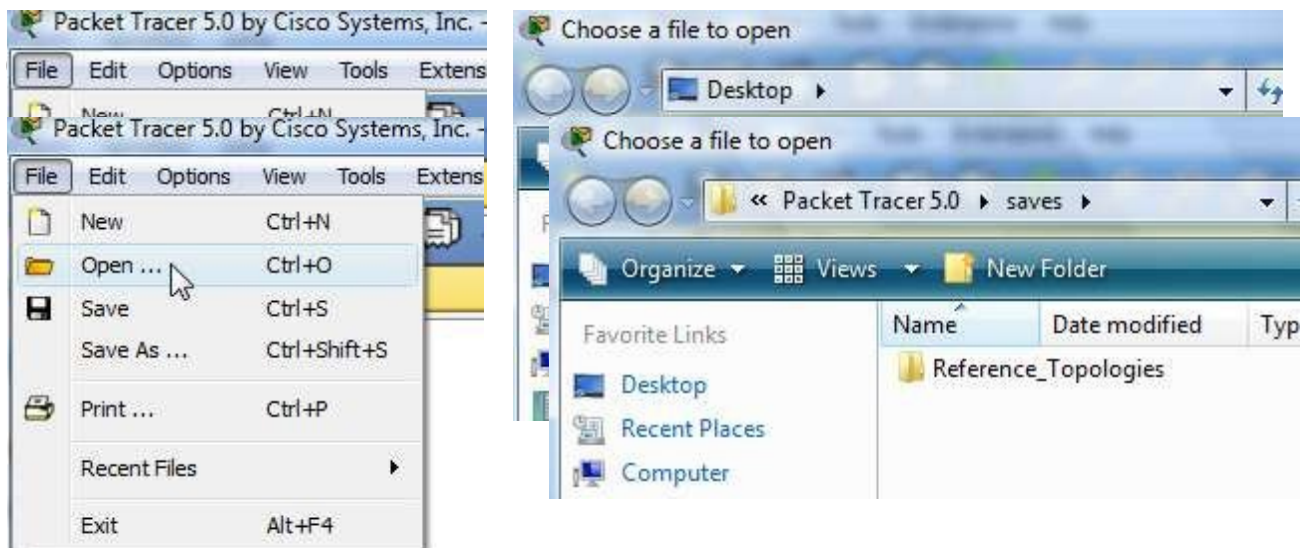 Packet Tracer 5.0 by Cisco Systems, Inc. -
File Edit Options View Tools Extens
New Ctrl+N
Packet Tracer 5.0 by Cisco Systems, Inc. -
File Edit Options View Tools Extens
New Ctrl+N
Open ... Ctrl+O
Save Ctrl+S
Save As ... Ctrl+Shift+S
Print ... Ctrl+P
Recent Files
Exit Alt+F4
Choose a file to open
Desktop
Choose a file to open
« Packet Tracer 5.0 saves
Organize Views New Folder
Favorite Links
Name Date modified Typ
Reference_Topologies
Desktop
Recent Places
Computer